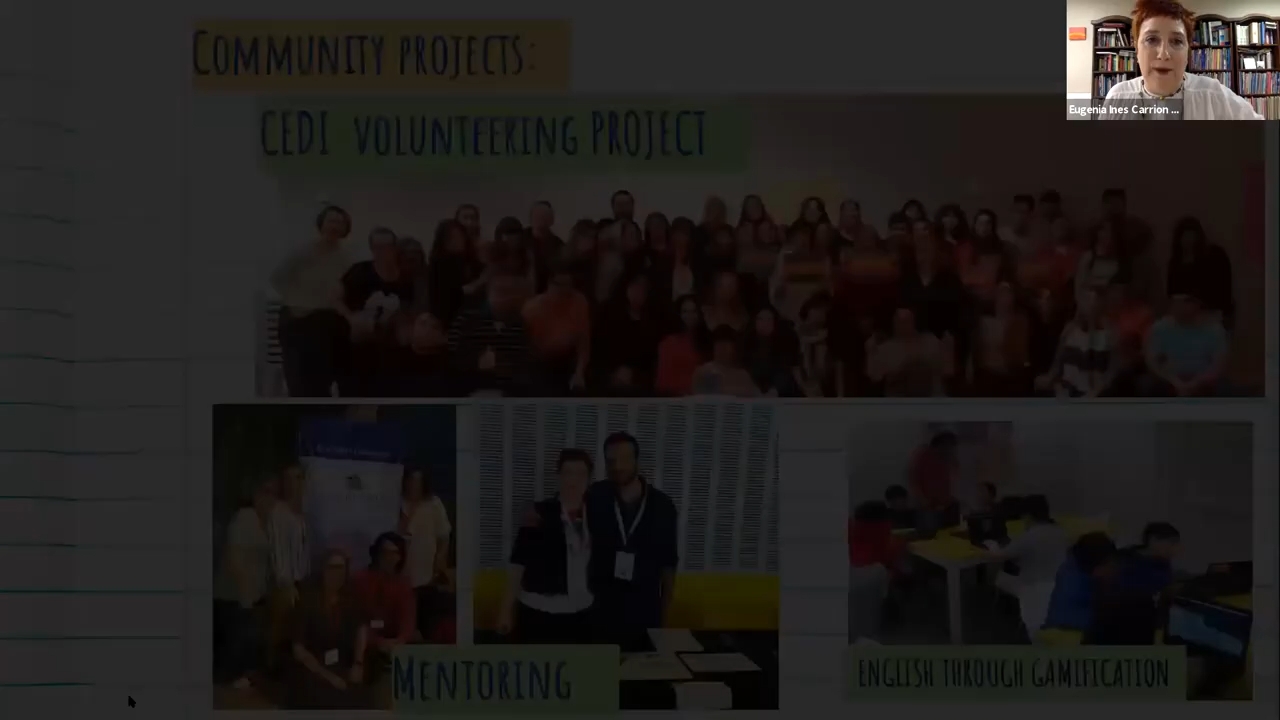 COMMUNITY PROJECTS:
CEDI VOLUNTEERING PROJECT
Eugenia Ines Carrion ...
MENTORING
ENGLISH THROUGH GAMIFICATION